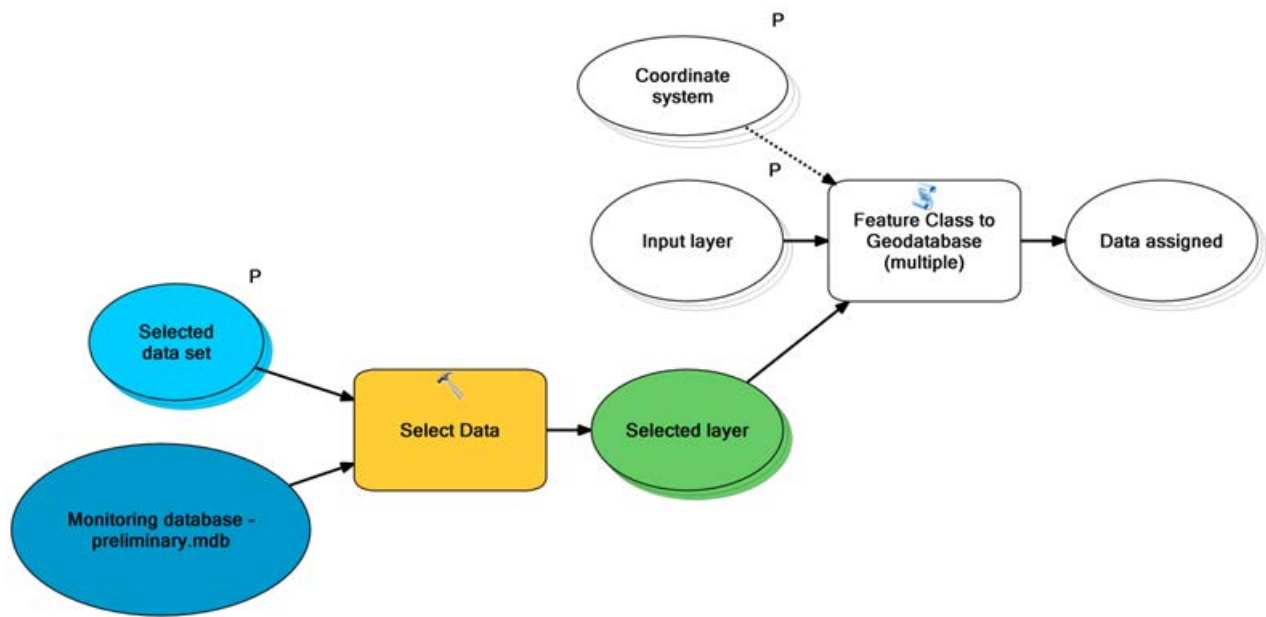 P
Coordinate
system
P
Input layer
Feature Class to
Geodatabase
(multiple)
Data assigned
P
Selected
data set
Select Data
Selected layer
Monitoring database -
preliminary.mdb